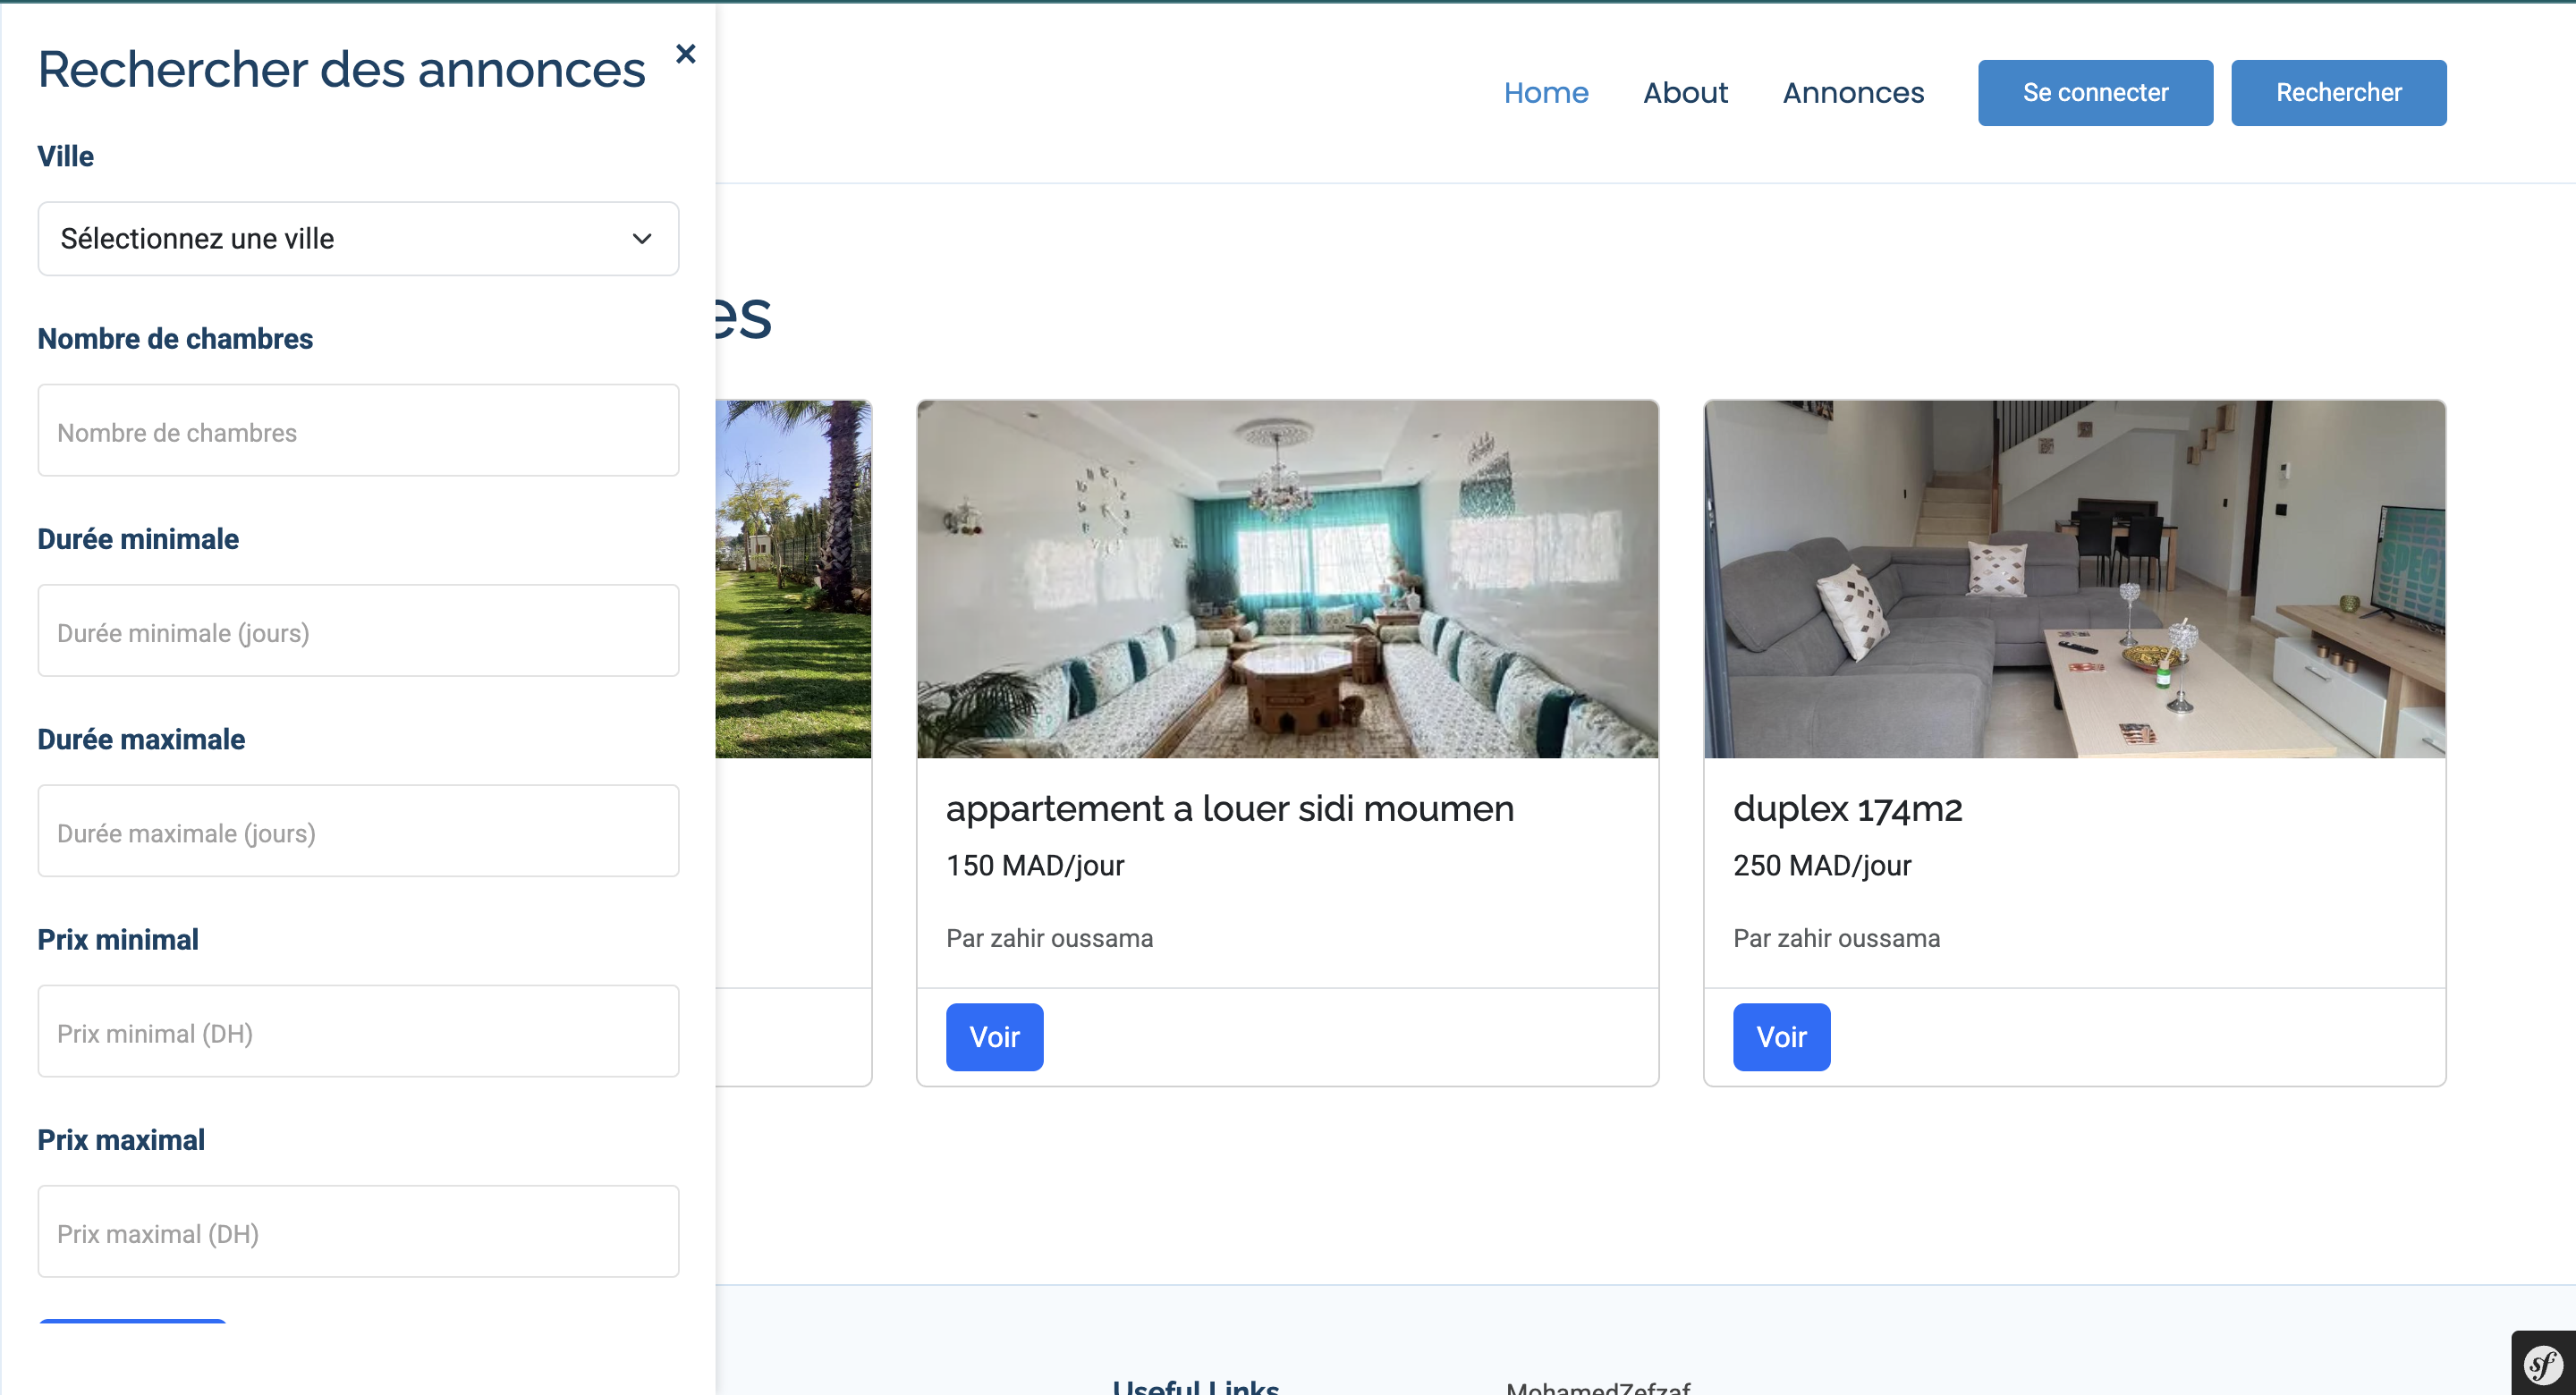 Rechercher des annonces ×
Home About Annonces Se connecter Rechercher
Ville
Sélectionnez une ville
Nombre de chambres
Nombre de chambres
Durée minimale
Durée minimale (jours)
Durée maximale
Durée maximale (jours)
Prix minimal
Prix minimal (DH)
Prix maximal
Prix maximal (DH)
es
appartement a louer sidi moumen
150 MAD/jour
Par zahir oussama
Voir
duplex 174m2
250 MAD/jour
Par zahir oussama
Voir
Useful Links
MohamedZefzaf
sf